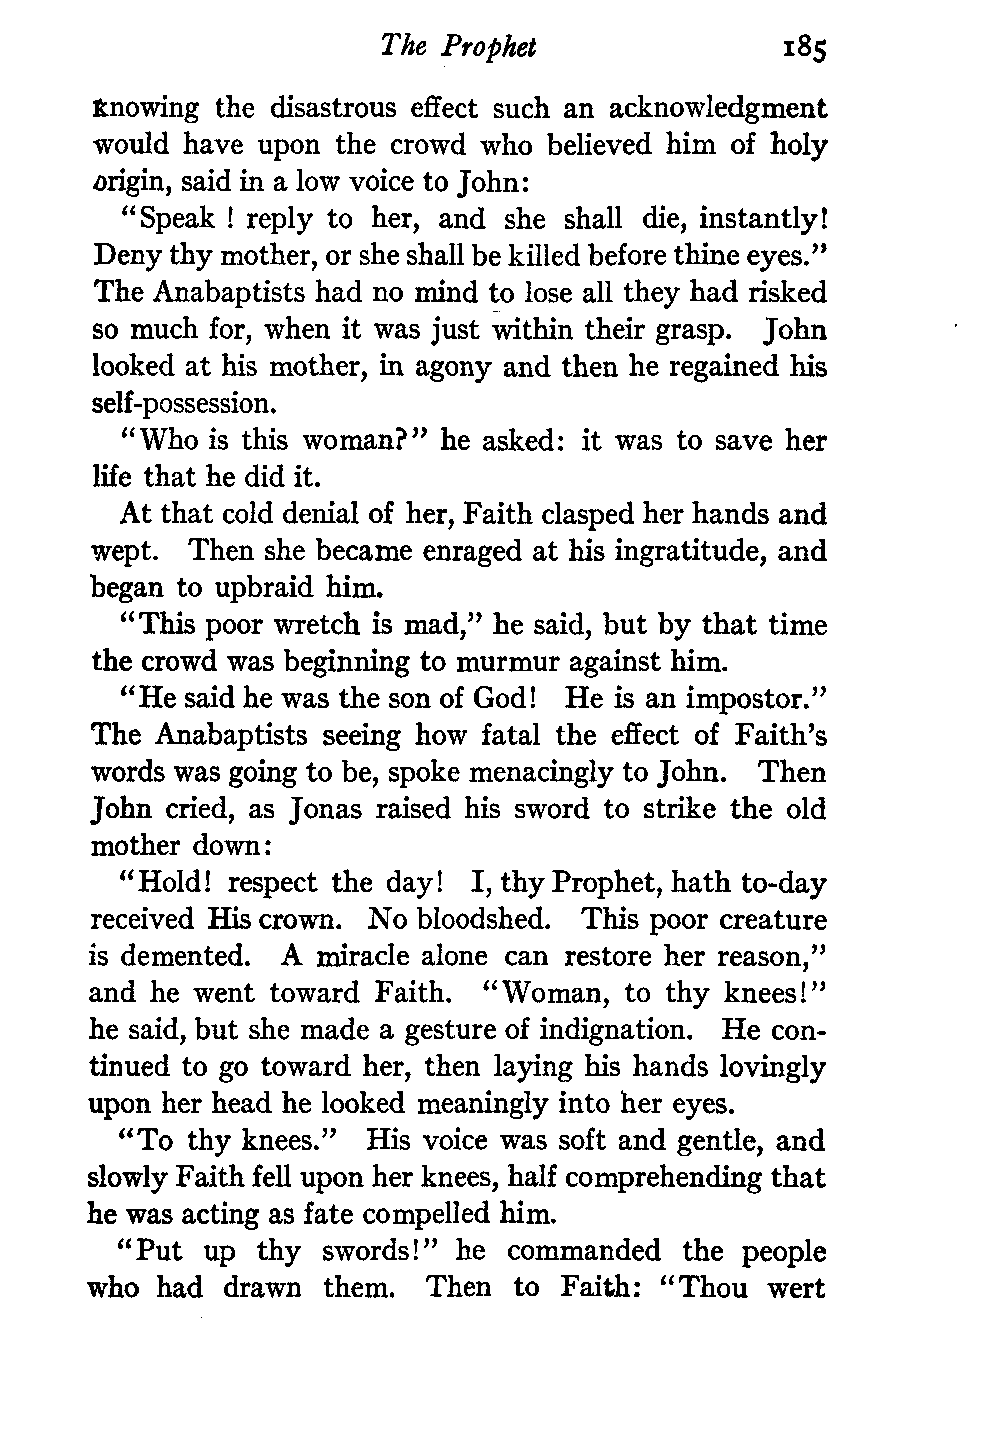 The Prophet 185
knowing the disastrous effect such an acknowledgment
would have upon the crowd who believed him of holy
origin, said in a low voice to John:
"Speak ! reply to her, and she shall die, instantly!
Deny thy mother, or she shall be killed before thine eyes."
The Anabaptists had no mind to lose all they had risked
so much for, when it was just within their grasp. John
looked at his mother, in agony and then he regained his
self-possession.
"Who is this woman?" he asked: it was to save her
life that he did it.
At that cold denial of her, Faith clasped her hands and
wept. Then she became enraged at his ingratitude, and
began to upbraid him.
"This poor wretch is mad," he said, but by that time
the crowd was beginning to murmur against him.
"He said he was the son of God! He is an impostor."
The Anabaptists seeing how fatal the effect of Faith's
words was going to be, spoke menacingly to John. Then
John cried, as Jonas raised his sword to strike the old
mother down:
"Hold! respect the day! I, thy Prophet, hath to-day
received His crown. No bloodshed. This poor creature
is demented. A miracle alone can restore her reason,"
and he went toward Faith. "Woman, to thy knees!"
he said, but she made a gesture of indignation. He con-
tinued to go toward her, then laying his hands lovingly
upon her head he looked meaningly into her eyes.
"To thy knees." His voice was soft and gentle, and
slowly Faith fell upon her knees, half comprehending that
he was acting as fate compelled him.
"Put up thy swords!" he commanded the people
who had drawn them. Then to Faith: "Thou wert